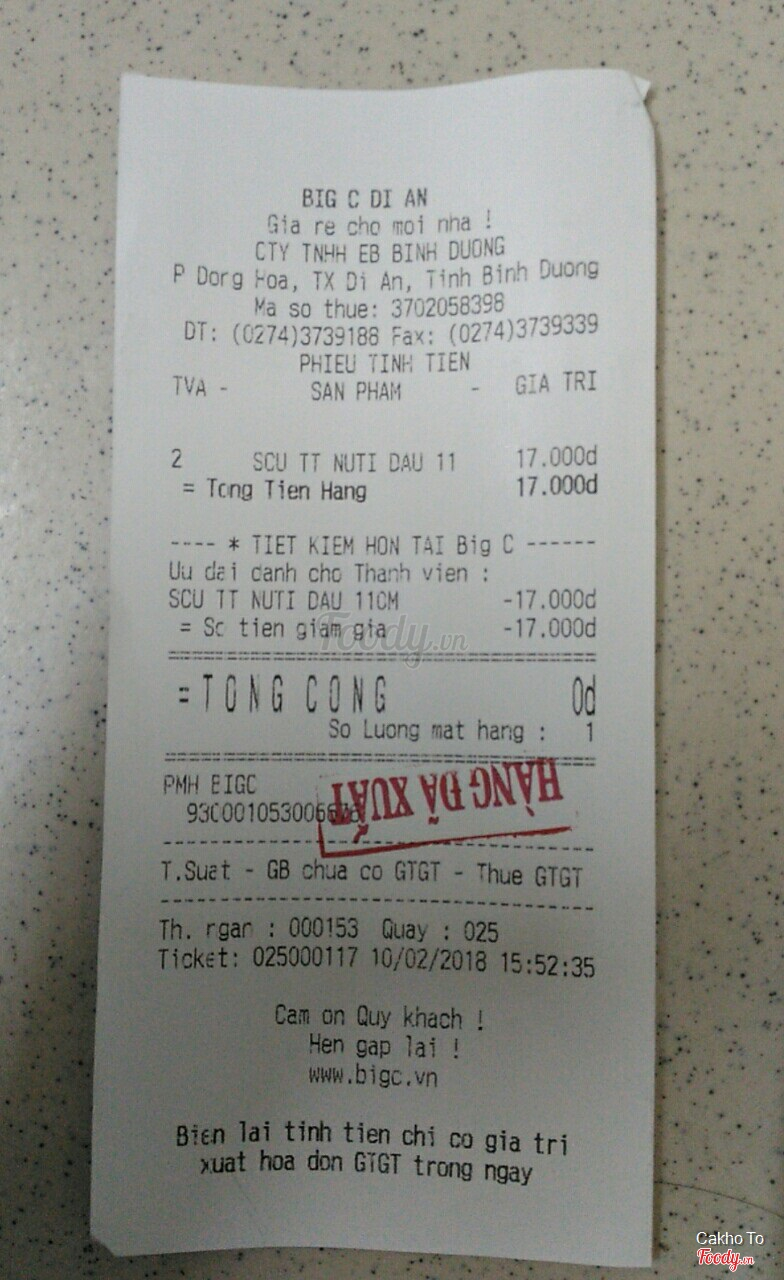 BIG C DI AN
Gia re cho moi nha !
CTY TNHH EB BINH DUONG
P Dorg Hoa, TX Di An, Tinh Binh Duong
Ma so thue: 3702058398
DT: (0274)3739188 Fax: (0274)3739339
PHIEU TINH TIEN
TVA - SAN PHAM - GIA TRI
2 SCU TT NUTI DAU 11 17.000d
= Tong Tien Hang 17.000d
---- * TIET KIEM HON TAI Big C ------
Uu dai danh cho Thanh vien :
SCU TT NUTI DAU 11CM -17.000d
= So tien giam gia -17.000d
Foody.vn
= TONG CONG 0d
So Luong mat hang : 1
PMH BIGC
HÀNG ĐÃ XUẤT
T.Suat - GB chua co GTGT - Thue GTGT
Th. rgan : 000153 Quay : 025
Ticket: 025000117 10/02/2018 15:52:35
Cam on Quy khach !
Hen gap lai !
www.bigc.vn
Bien lai tinh tien chi co gia tri
xuat hoa don GTGT trong ngay
Cakho To
Foody.vn